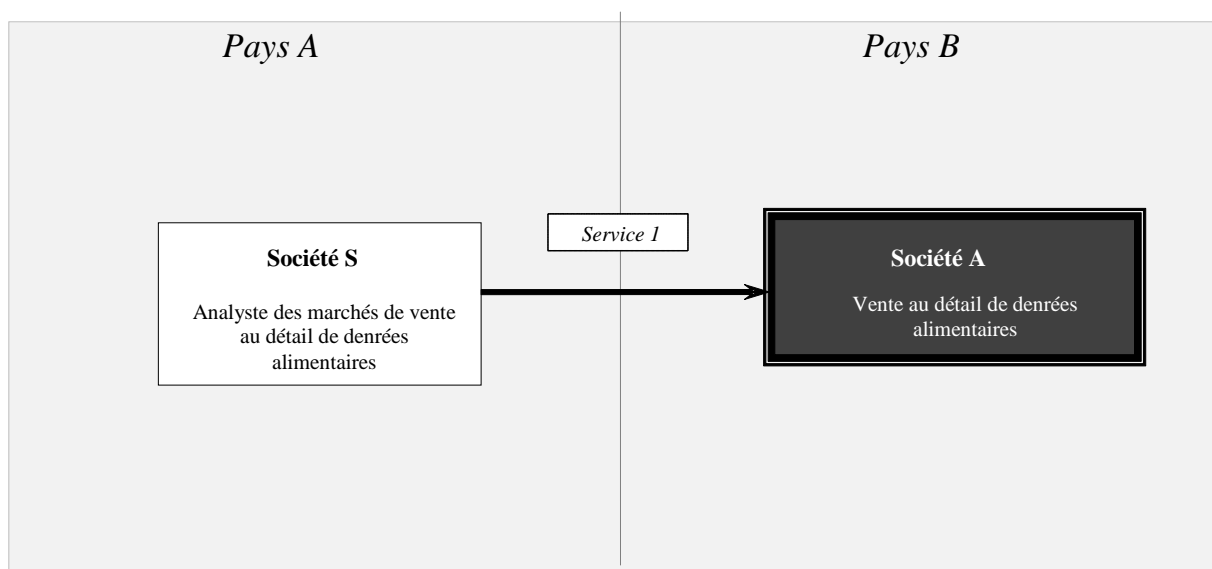 Pays A
Pays B
Service 1
Société S
Analyste des marchés de vente
au détail de denrées
alimentaires
Société A
Vente au détail de denrées
alimentaires